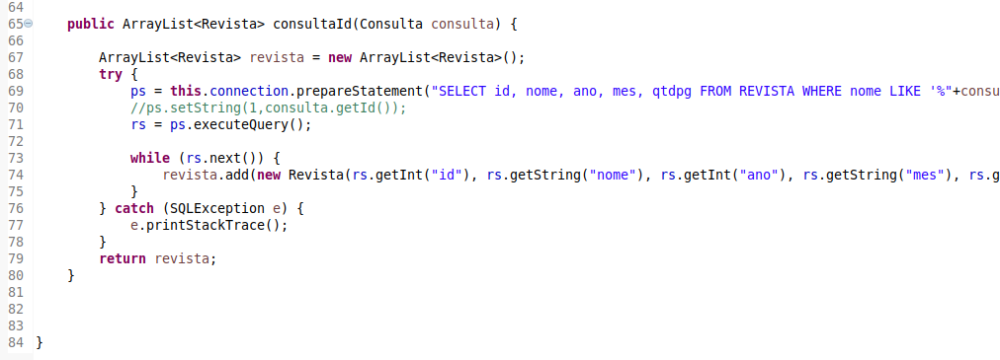 64
65 public ArrayList<Revista> consultaId(Consulta consulta) {
66
67 ArrayList<Revista> revista = new ArrayList<Revista>();
68 try {
69 ps = this.connection.prepareStatement("SELECT id, nome, ano, mes, qtdpg FROM REVISTA WHERE nome LIKE '%"+consu
70 //ps.setString(1,consulta.getId());
71 rs = ps.executeQuery();
72
73 while (rs.next()) {
74 revista.add(new Revista(rs.getInt("id"), rs.getString("nome"), rs.getInt("ano"), rs.getString("mes"), rs.g
75 }
76 } catch (SQLException e) {
77 e.printStackTrace();
78 }
79 return revista;
80 }
81
82
83
84 }